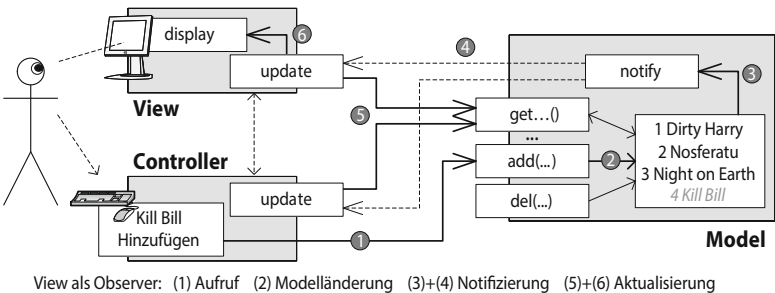 display
6
update
View
4
notify
3
5
get…()
...
add(...)
2
del(...)
1 Dirty Harry
2 Nosferatu
3 Night on Earth
4 Kill Bill
Model
Controller
update
Kill Bill
Hinzufügen
1
View als Observer: (1) Aufruf (2) Modelländerung (3)+(4) Notifizierung (5)+(6) Aktualisierung